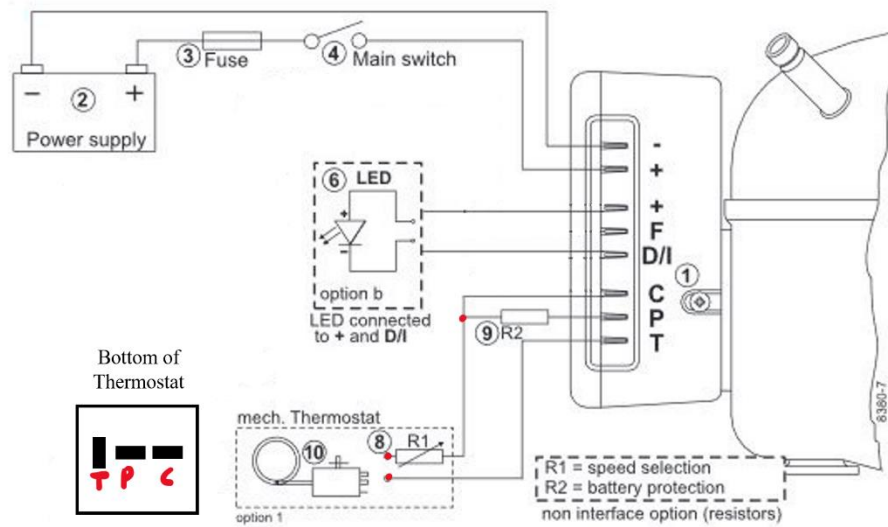 ③ Fuse
④ Main switch
− ② +
Power supply
-
+
⑥ LED
+
+
F
-
D/I
①
option b
C
LED connected
to + and D/I
⑨ R2
P
T
Bottom of
Thermostat
T P C
mech. Thermostat
⑧ R1
⑩
option 1
R1 = speed selection
R2 = battery protection
non interface option (resistors)
8380-7